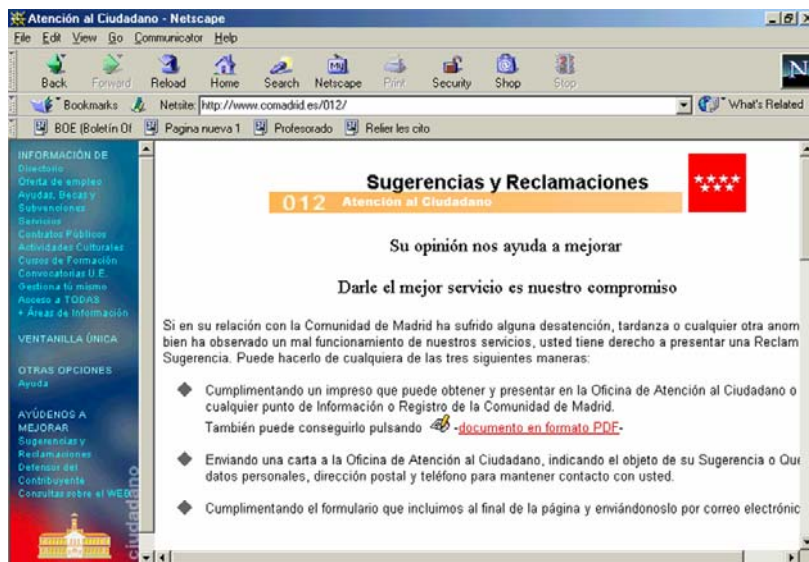 Atención al Ciudadano - Netscape
File Edit View Go Communicator Help
Back Forward Reload Home Search Netscape Print Security Shop Stop
Bookmarks Netsite: http://www.comadrid.es/012/ What's Related
BOE (Boletín Of Pagina nueva 1 Profesorado Relier les cito
INFORMACIÓN DE
Directorio
Oferta de empleo
Ayudas, Becas y
Subvenciones
Servicios
Contratos Públicos
Actividades Culturales
Cursos de Formación
Convocatorias U.E.
Gestiona tú mismo
Acceso a TODAS
+ Áreas de Información
VENTANILLA ÚNICA
OTRAS OPCIONES
Ayuda
AYÚDENOS A
MEJORAR
Sugerencias y
Reclamaciones
Defensor del
Contribuyente
Consultas sobre el WEB
ciudadano
Sugerencias y Reclamaciones
012 Atención al Ciudadano
Su opinión nos ayuda a mejorar
Darle el mejor servicio es nuestro compromiso
Si en su relación con la Comunidad de Madrid ha sufrido alguna desatención, tardanza o cualquier otra anom
bien ha observado un mal funcionamiento de nuestros servicios, usted tiene derecho a presentar una Reclam
Sugerencia. Puede hacerlo de cualquiera de las tres siguientes maneras:
Cumplimentando un impreso que puede obtener y presentar en la Oficina de Atención al Ciudadano o
cualquier punto de Información o Registro de la Comunidad de Madrid.
También puede conseguirlo pulsando -documento en formato PDF-
Enviando una carta a la Oficina de Atención al Ciudadano, indicando el objeto de su Sugerencia o Que
datos personales, dirección postal y teléfono para mantener contacto con usted.
Cumplimentando el formulario que incluimos al final de la página y enviándonoslo por correo electrónic